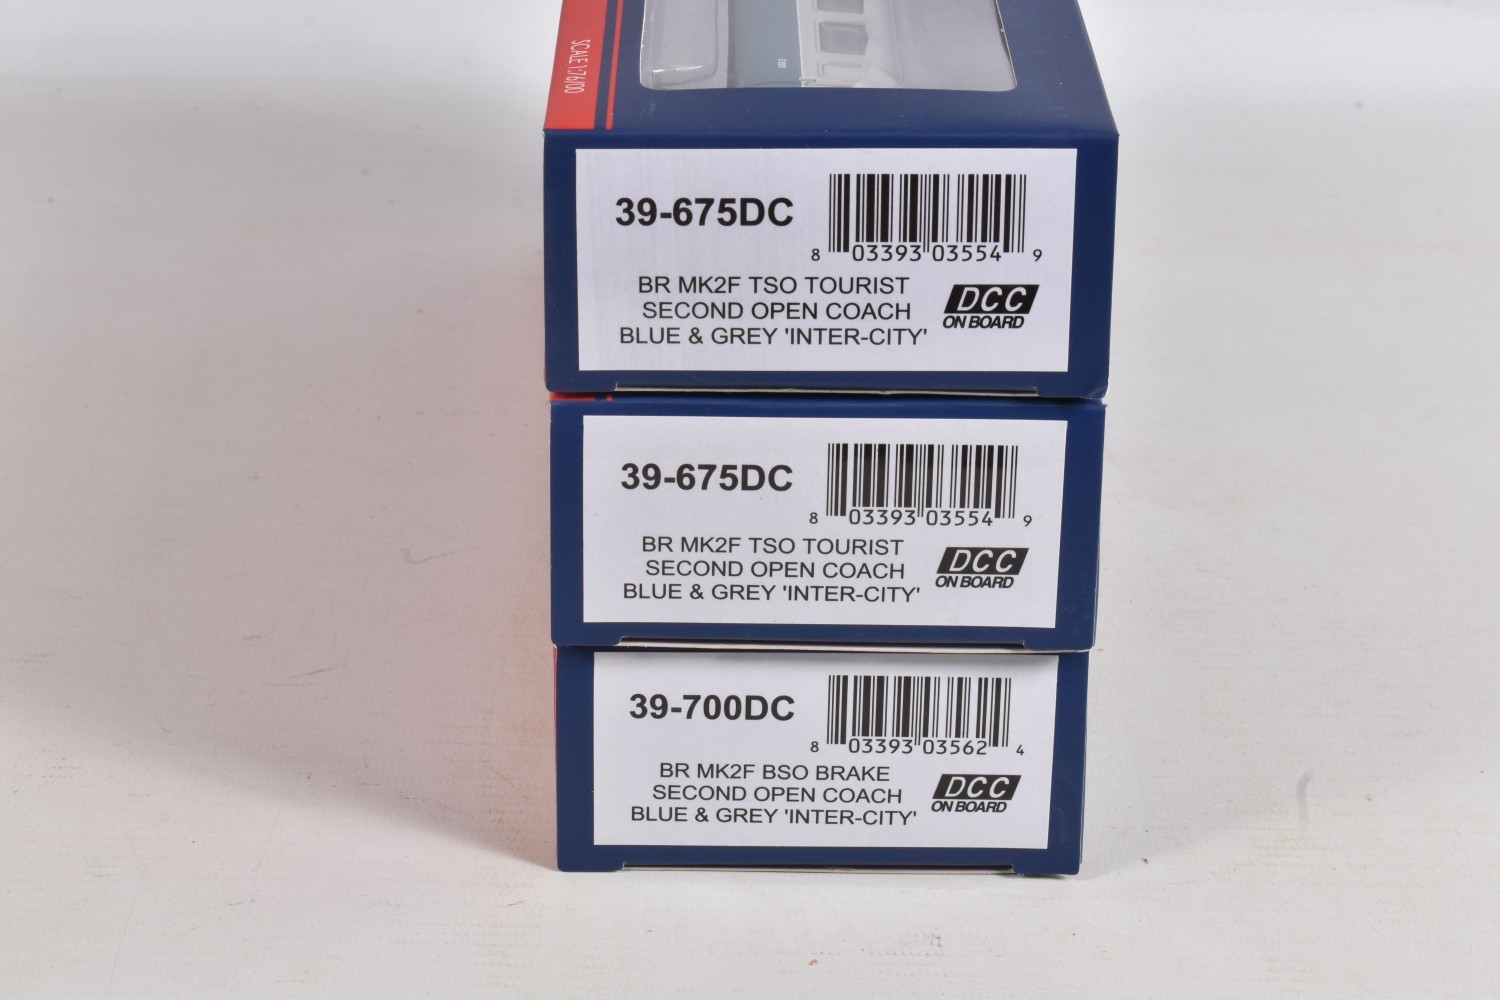 SCALE 1:76/OO
39-675DC
8 03393 03554 9
BR MK2F TSO TOURIST
SECOND OPEN COACH
BLUE & GREY 'INTER-CITY'
DCC
ON BOARD
39-675DC
8 03393 03554 9
BR MK2F TSO TOURIST
SECOND OPEN COACH
BLUE & GREY 'INTER-CITY'
DCC
ON BOARD
39-700DC
8 03393 03562 4
BR MK2F BSO BRAKE
SECOND OPEN COACH
BLUE & GREY 'INTER-CITY'
DCC
ON BOARD